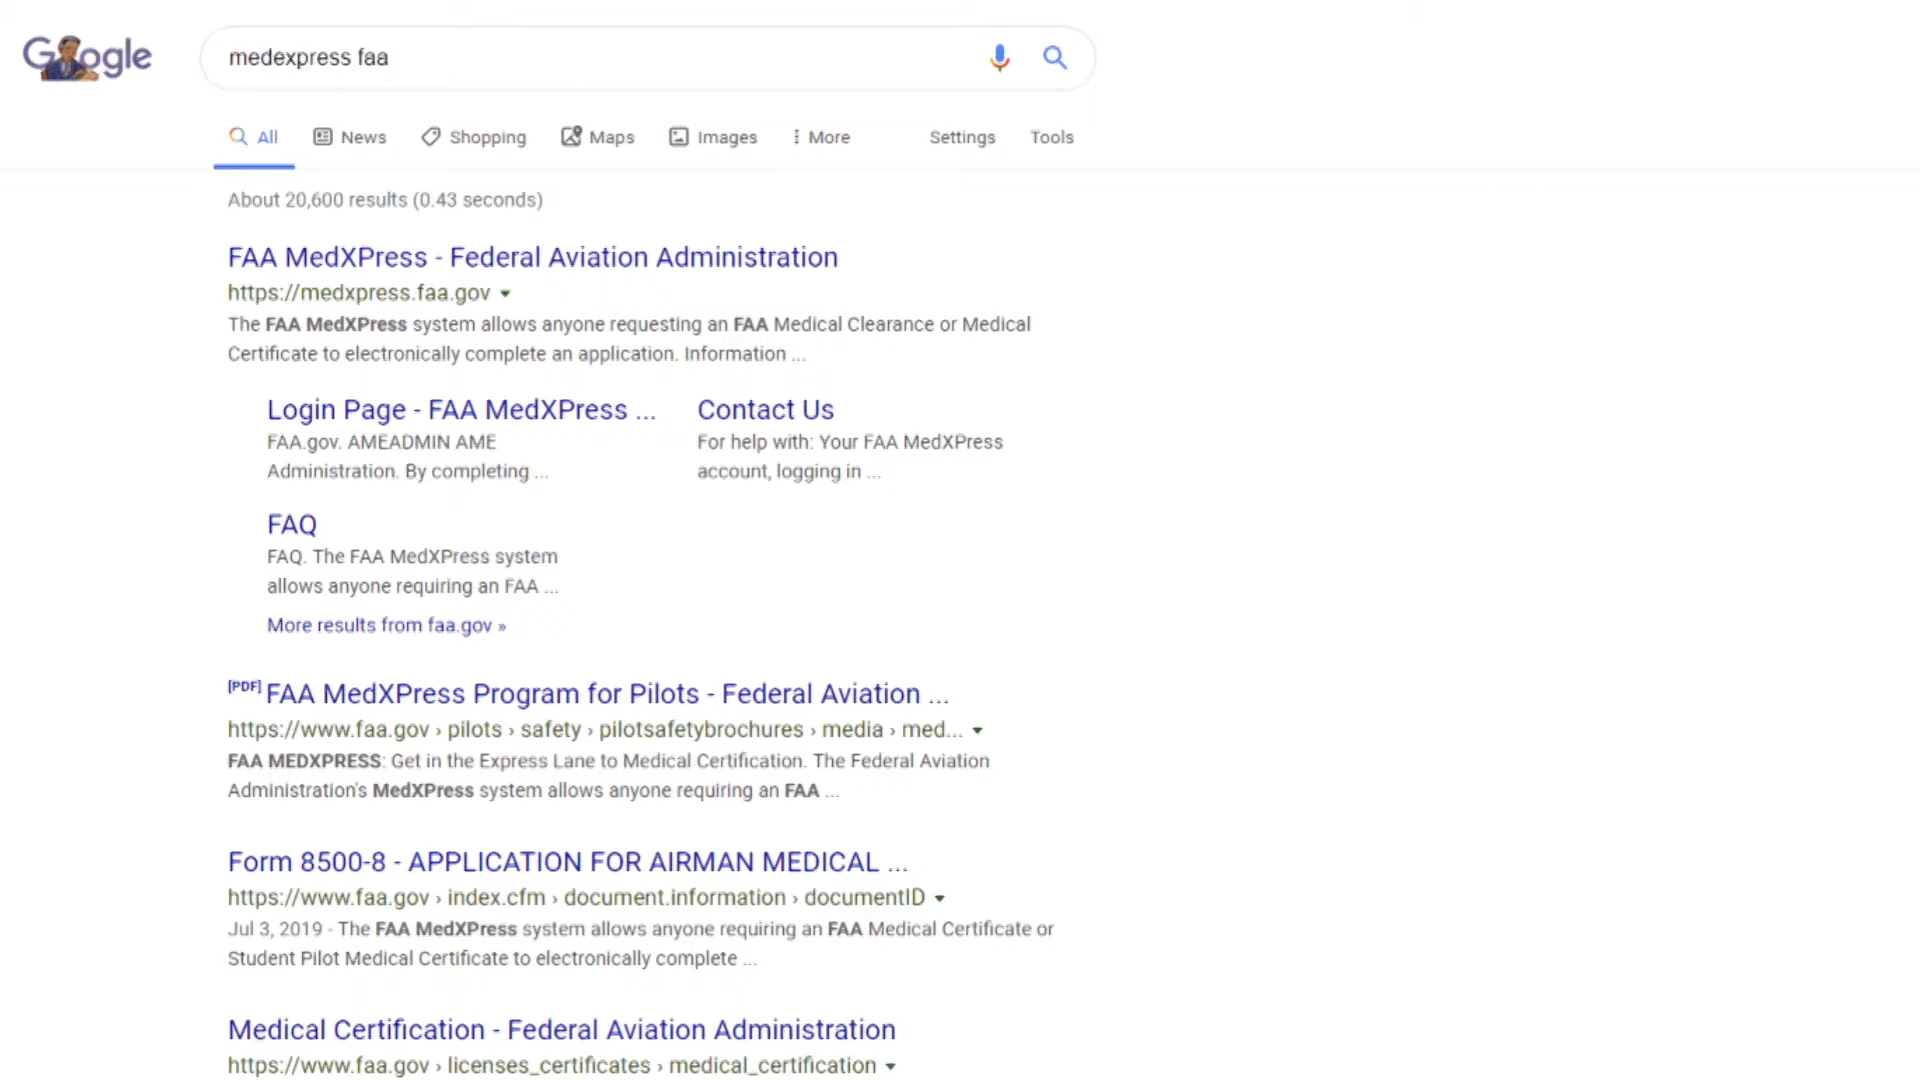 Google
medexpress faa
All News Shopping Maps Images More Settings Tools
About 20,600 results (0.43 seconds)
FAA MedXPress - Federal Aviation Administration
https://medxpress.faa.gov
The FAA MedXPress system allows anyone requesting an FAA Medical Clearance or Medical
Certificate to electronically complete an application. Information ...
Login Page - FAA MedXPress ...
FAA.gov. AMEADMIN AME
Administration. By completing ...
Contact Us
For help with: Your FAA MedXPress
account, logging in ...
FAQ
FAQ. The FAA MedXPress system
allows anyone requiring an FAA ...
More results from faa.gov »
[PDF] FAA MedXPress Program for Pilots - Federal Aviation ...
https://www.faa.gov › pilots › safety › pilotsafetybrochures › media › med...
FAA MEDXPRESS: Get in the Express Lane to Medical Certification. The Federal Aviation
Administration's MedXPress system allows anyone requiring an FAA ...
Form 8500-8 - APPLICATION FOR AIRMAN MEDICAL ...
https://www.faa.gov › index.cfm › document.information › documentID
Jul 3, 2019 - The FAA MedXPress system allows anyone requiring an FAA Medical Certificate or
Student Pilot Medical Certificate to electronically complete ...
Medical Certification - Federal Aviation Administration
https://www.faa.gov › licenses_certificates › medical_certification